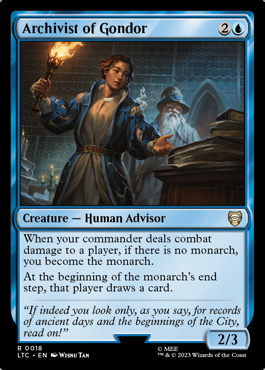 Archivist of Gondor 2
Creature — Human Advisor
When your commander deals combat
damage to a player, if there is no monarch,
you become the monarch.
At the beginning of the monarch's end
step, that player draws a card.
“If indeed you look only, as you say, for records
of ancient days and the beginnings of the City,
read on!”
2/3
R 0018
LTC • EN Wisnu Tan
© MEE
™ & © 2023 Wizards of the Coast